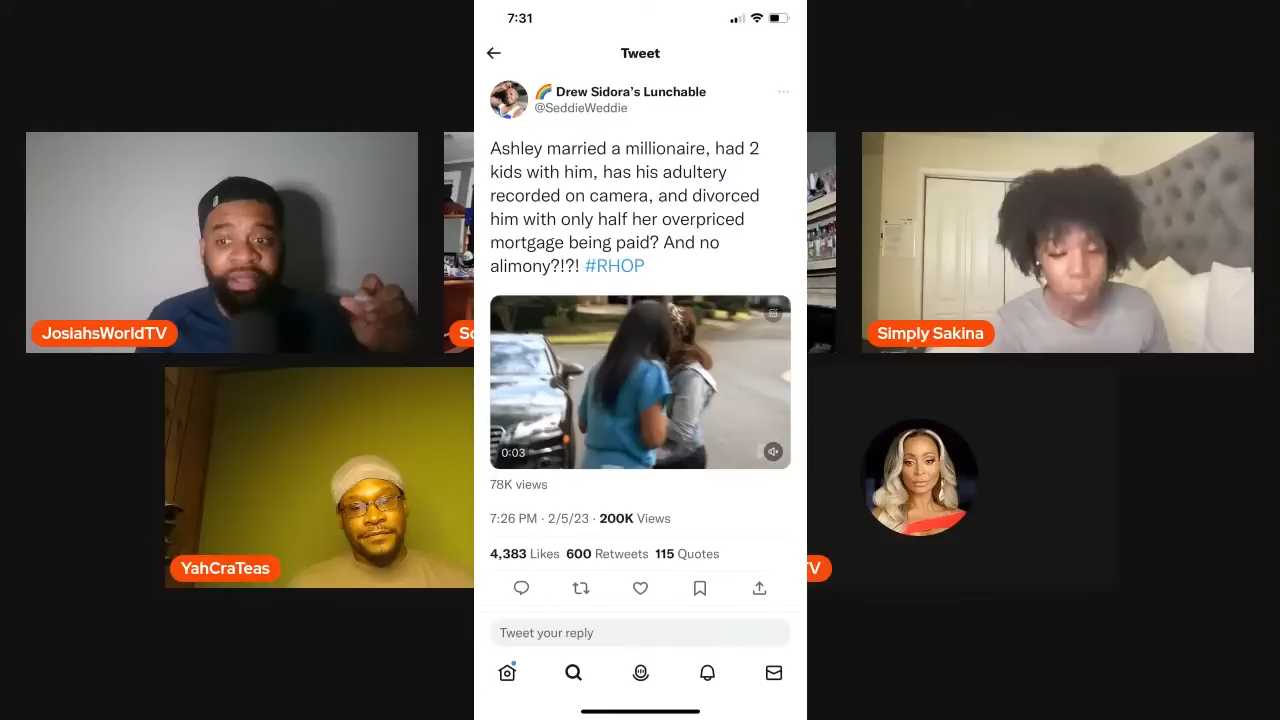 7:31
Tweet
🌈 Drew Sidora's Lunchable
@SeddieWeddie
Ashley married a millionaire, had 2
kids with him, has his adultery
recorded on camera, and divorced
him with only half her overpriced
mortgage being paid? And no
alimony?!?! #RHOP
JosiahsWorldTV
Simply Sakina
0:03
78K views
7:26 PM · 2/5/23 · 200K Views
4,383 Likes 600 Retweets 115 Quotes
YahCraTeas
Tweet your reply